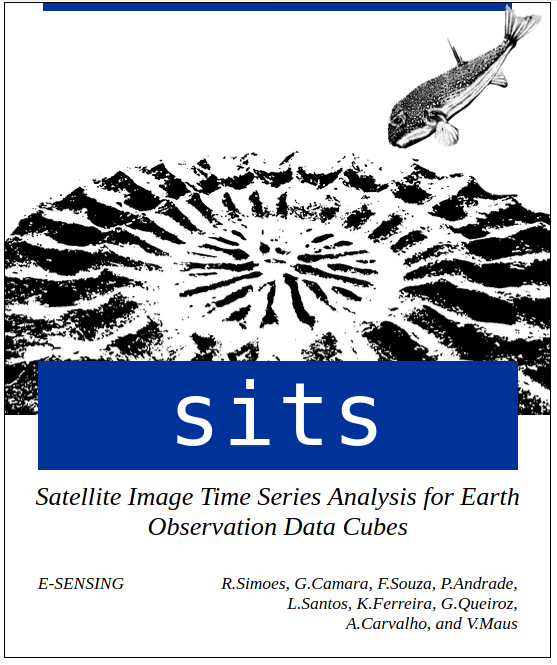 sits
Satellite Image Time Series Analysis for Earth
Observation Data Cubes
E-SENSING
R.Simoes, G.Camara, F.Souza, P.Andrade,
L.Santos, K.Ferreira, G.Queiroz,
A.Carvalho, and V.Maus